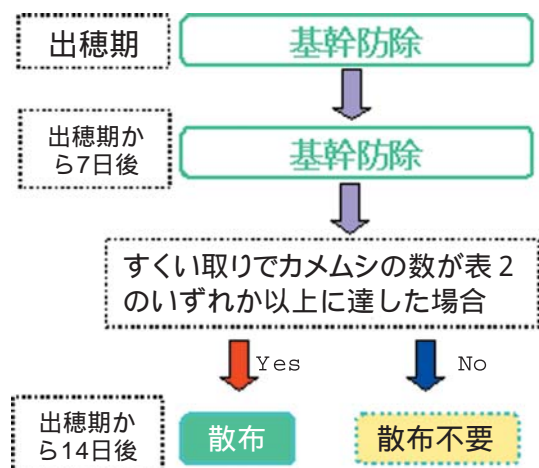 出穂期
基幹防除
出穂期か
ら7日後
基幹防除
すくい取りでカメムシの数が表2
のいずれか以上に達した場合
Yes
No
出穂期か
ら14日後
散布
散布不要